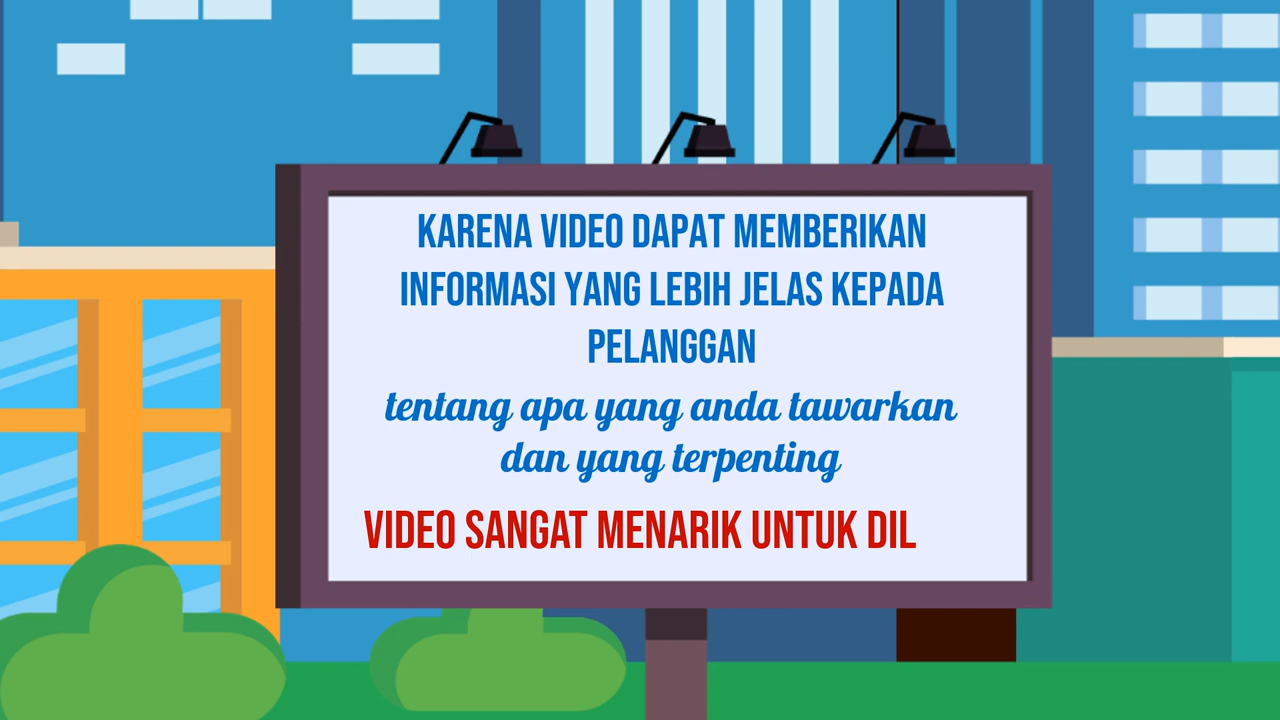 KARENA VIDEO DAPAT MEMBERIKAN
INFORMASI YANG LEBIH JELAS KEPADA
PELANGGAN
tentang apa yang anda tawarkan
dan yang terpenting
VIDEO SANGAT MENARIK UNTUK DIL